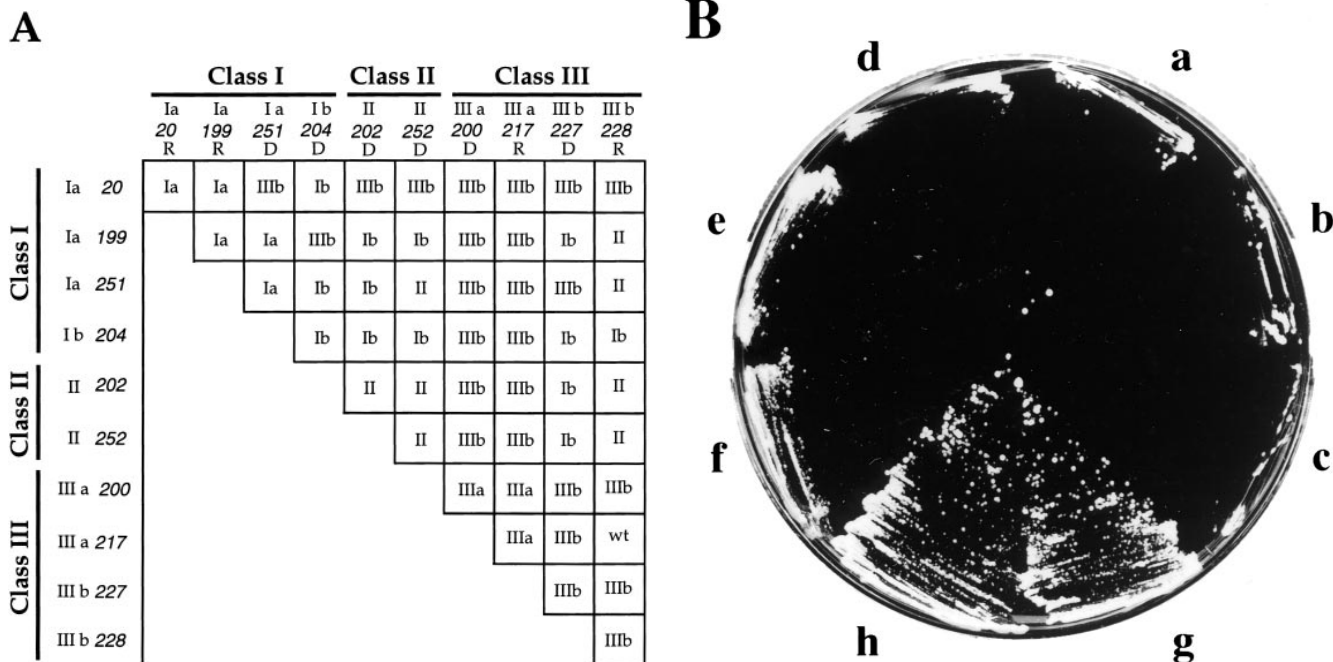 A
B
Class I Class II Class III
Ia Ia I a I b II II III a III a III b III b
20 199 251 204 202 252 200 217 227 228
R R D D D D D R D R
Class I
Ia 20 Ia Ia IIIb Ib IIIb IIIb IIIb IIIb IIIb IIIb
Ia 199 Ia Ia IIIb Ib Ib IIIb IIIb Ib II
Ia 251 Ia Ib Ib II IIIb IIIb IIIb II
I b 204 Ib Ib Ib IIIb IIIb Ib Ib
Class II
II 202 II II IIIb IIIb Ib II
II 252 II IIIb IIIb Ib II
Class III
III a 200 IIIa IIIa IIIb IIIb
III a 217 IIIa IIIb wt
III b 227 IIIb IIIb
III b 228 IIIb
d a
e b
f c
h g